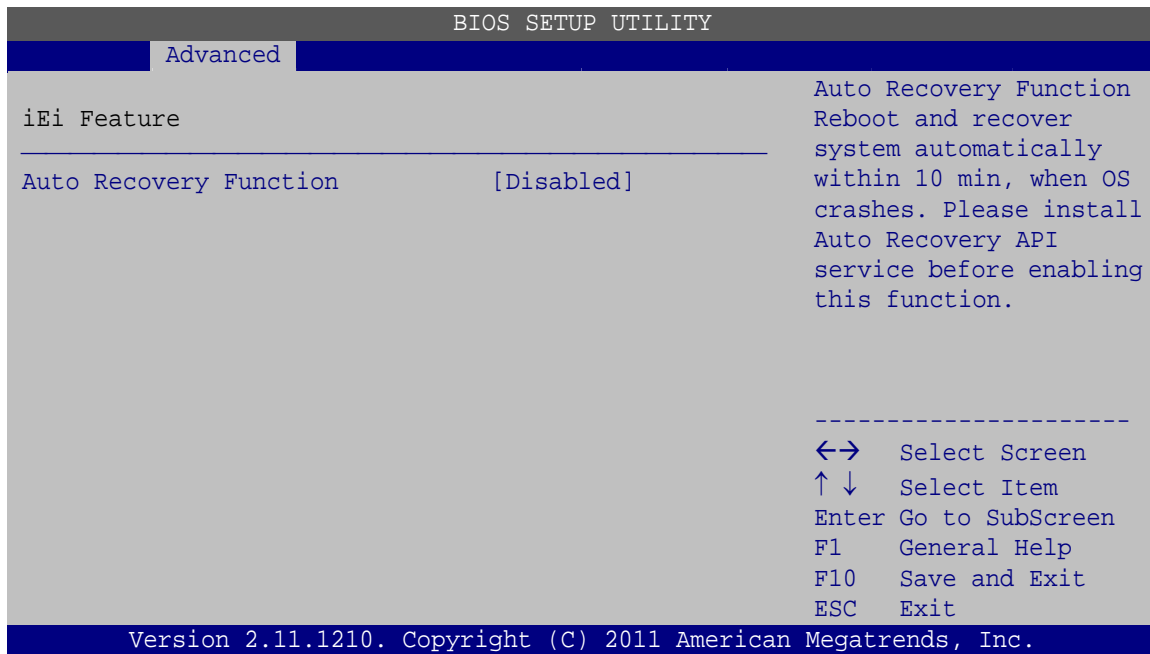 BIOS SETUP UTILITY
Advanced
iEi Feature
Auto Recovery Function [Disabled]
Auto Recovery Function
Reboot and recover
system automatically
within 10 min, when OS
crashes. Please install
Auto Recovery API
service before enabling
this function.
-----------------------
←→ Select Screen
↑ ↓ Select Item
Enter Go to SubScreen
F1 General Help
F10 Save and Exit
ESC Exit
Version 2.11.1210. Copyright (C) 2011 American Megatrends, Inc.